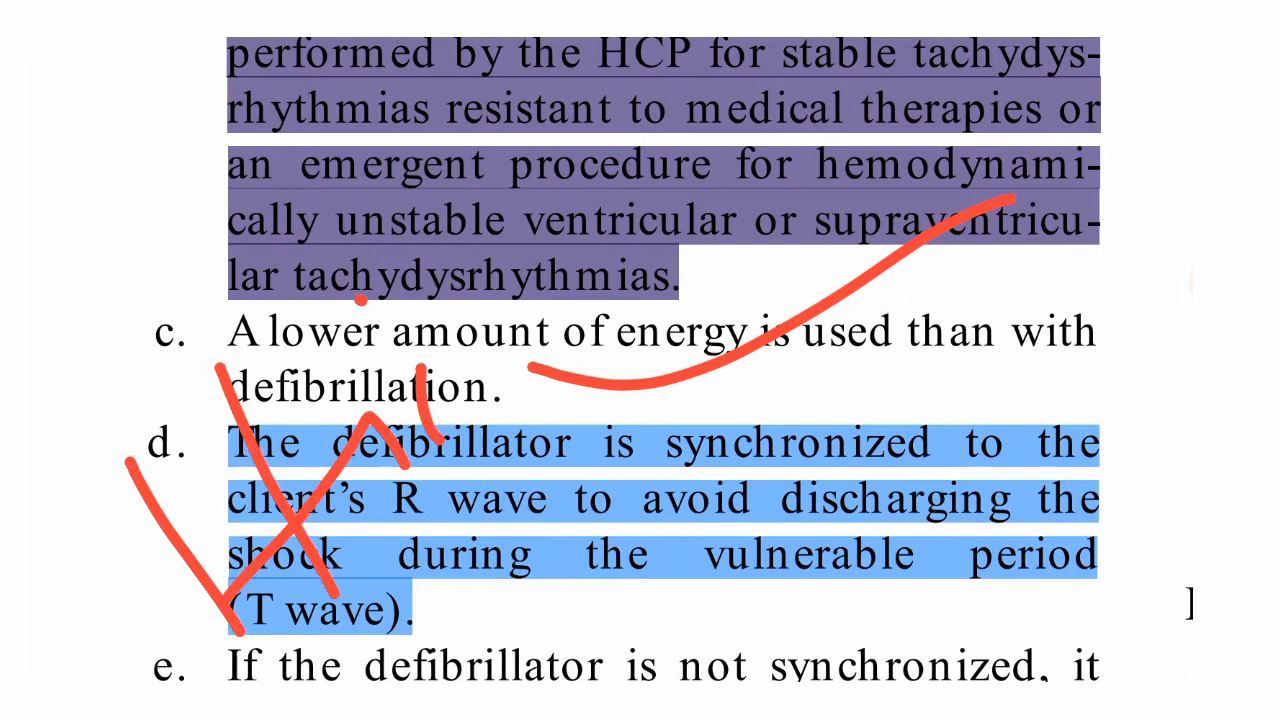 performed by the HCP for stable tachydys-
rhythmias resistant to medical therapies or
an emergent procedure for hemodynami-
cally unstable ventricular or supraventricu-
lar tachydysrhythmias.
c. A lower amount of energy is used than with
defibrillation.
d. The defibrillator is synchronized to the
client's R wave to avoid discharging the
shock during the vulnerable period
(T wave).
e. If the defibrillator is not synchronized, it